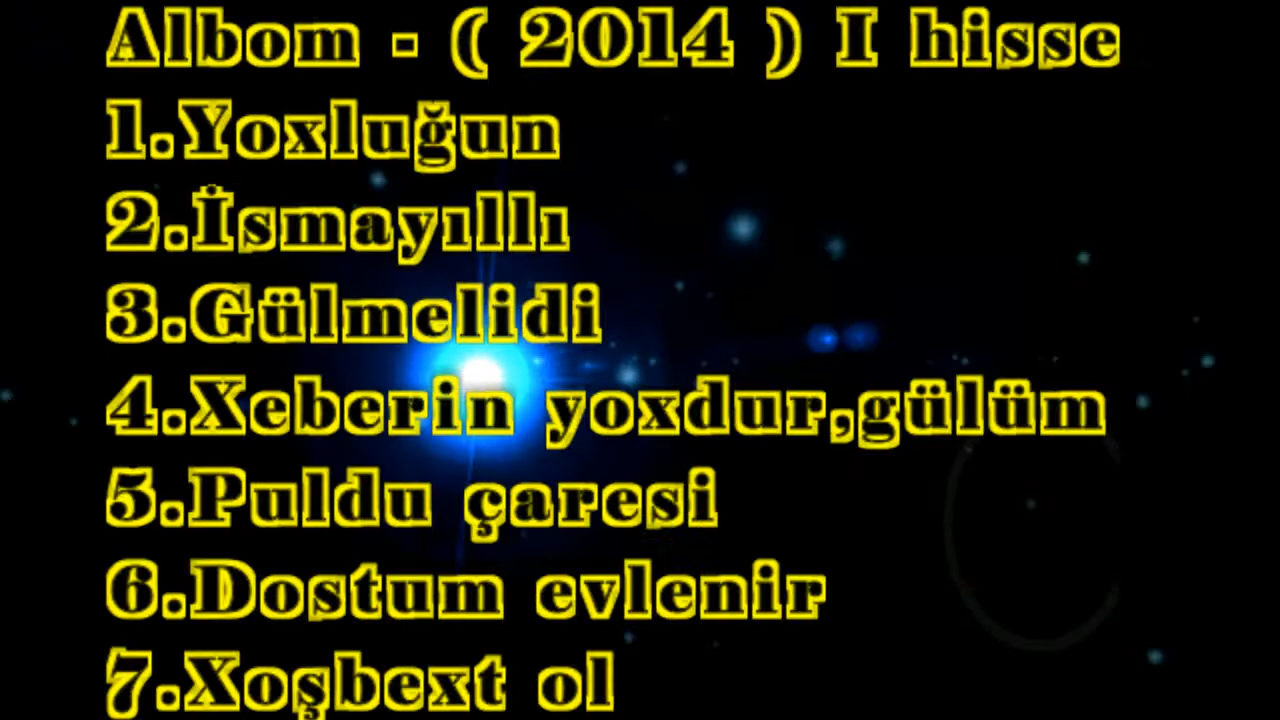 Albom - ( 2014 ) I hisse
1.Yoxluğun
2.İsmayıllı
3.Gülmelidi
4.Xeberin yoxdur,gülüm
5.Puldu çaresi
6.Dostum evlenir
7.Xoşbext ol